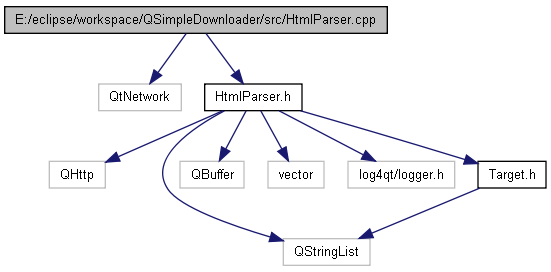 E:/eclipse/workspace/QSimpleDownloader/src/HtmlParser.cpp
QtNetwork
HtmlParser.h
QHttp
QBuffer
vector
log4qt/logger.h
Target.h
QStringList